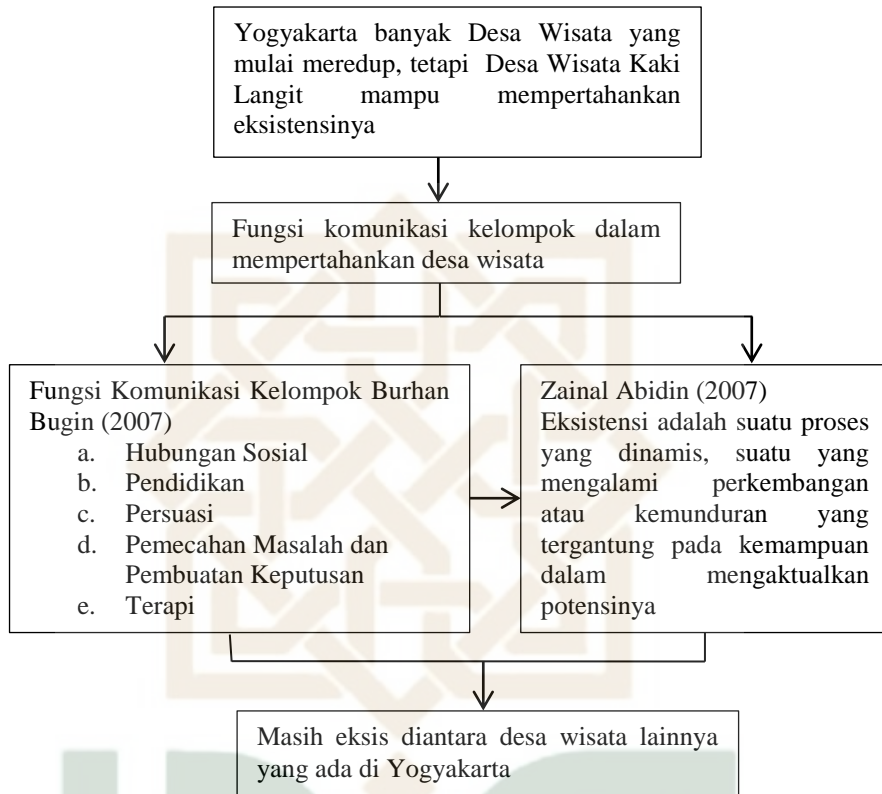 Yogyakarta banyak Desa Wisata yang
mulai meredup, tetapi Desa Wisata Kaki
Langit mampu mempertahankan
eksistensinya
Fungsi komunikasi kelompok dalam
mempertahankan desa wisata
Fungsi Komunikasi Kelompok Burhan
Bugin (2007)
a. Hubungan Sosial
b. Pendidikan
c. Persuasi
d. Pemecahan Masalah dan
Pembuatan Keputusan
e. Terapi
Zainal Abidin (2007)
Eksistensi adalah suatu proses
yang dinamis, suatu yang
mengalami perkembangan
atau kemunduran yang
tergantung pada kemampuan
dalam mengaktualkan
potensinya
Masih eksis diantara desa wisata lainnya
yang ada di Yogyakarta